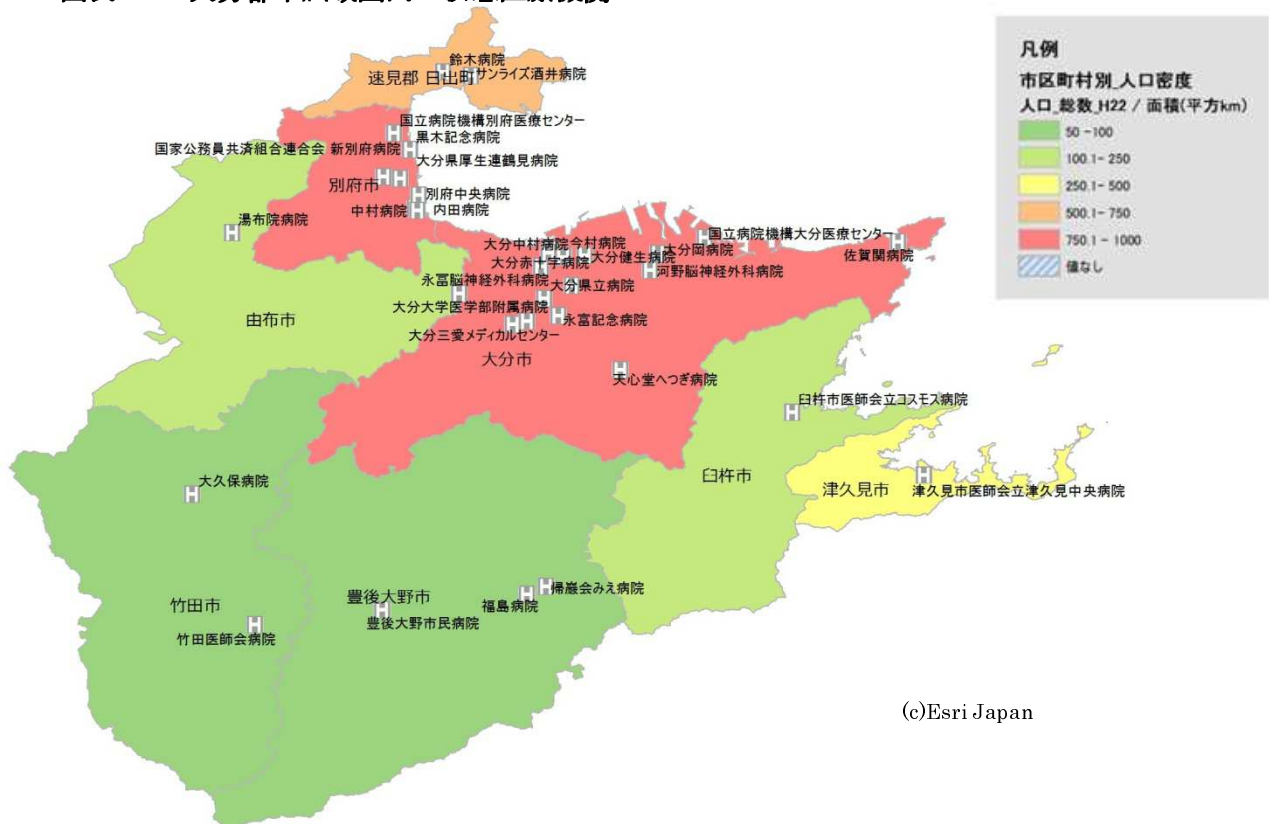 鈴木病院
速見郡 日出町
サンライズ酒井病院
国立病院機構別府医療センター
黒木記念病院
国家公務員共済組合連合会 新別府病院
大分県厚生連鶴見病院
別府市
別府中央病院
中村病院
内田病院
湯布院病院
由布市
大分中村病院
今村病院
国立病院機構大分医療センター
大分岡病院
大分健生病院
佐賀関病院
大分赤十字病院
河野脳神経外科病院
永冨脳神経外科病院
大分県立病院
大分大学医学部附属病院
永富記念病院
大分三愛メディカルセンター
大分市
天心堂へつぎ病院
臼杵市医師会立コスモス病院
臼杵市
津久見市
津久見市医師会立津久見中央病院
大久保病院
竹田市
竹田医師会病院
豊後大野市
豊後大野市民病院
福島病院
帰巖会みえ病院
凡例
市区町村別_人口密度
人口_総数_H22 / 面積(平方km)
50 -100
100.1- 250
250.1- 500
500.1- 750
750.1 - 1000
値なし
(c)Esri Japan